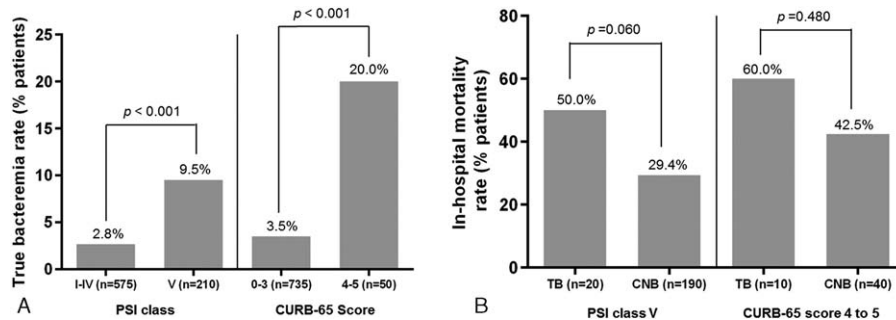 True bacteremia rate (% patients)
25
20
15
10
5
0
p < 0.001
p < 0.001
2.8%
9.5%
3.5%
20.0%
I-IV (n=575)
V (n=210)
0-3 (n=735)
4-5 (n=50)
PSI class
CURB-65 Score
A
In-hospital mortality
rate (% patients)
80
60
40
20
0
p =0.060
p =0.480
50.0%
29.4%
60.0%
42.5%
TB (n=20)
CNB (n=190)
TB (n=10)
CNB (n=40)
PSI class V
CURB-65 score 4 to 5
B